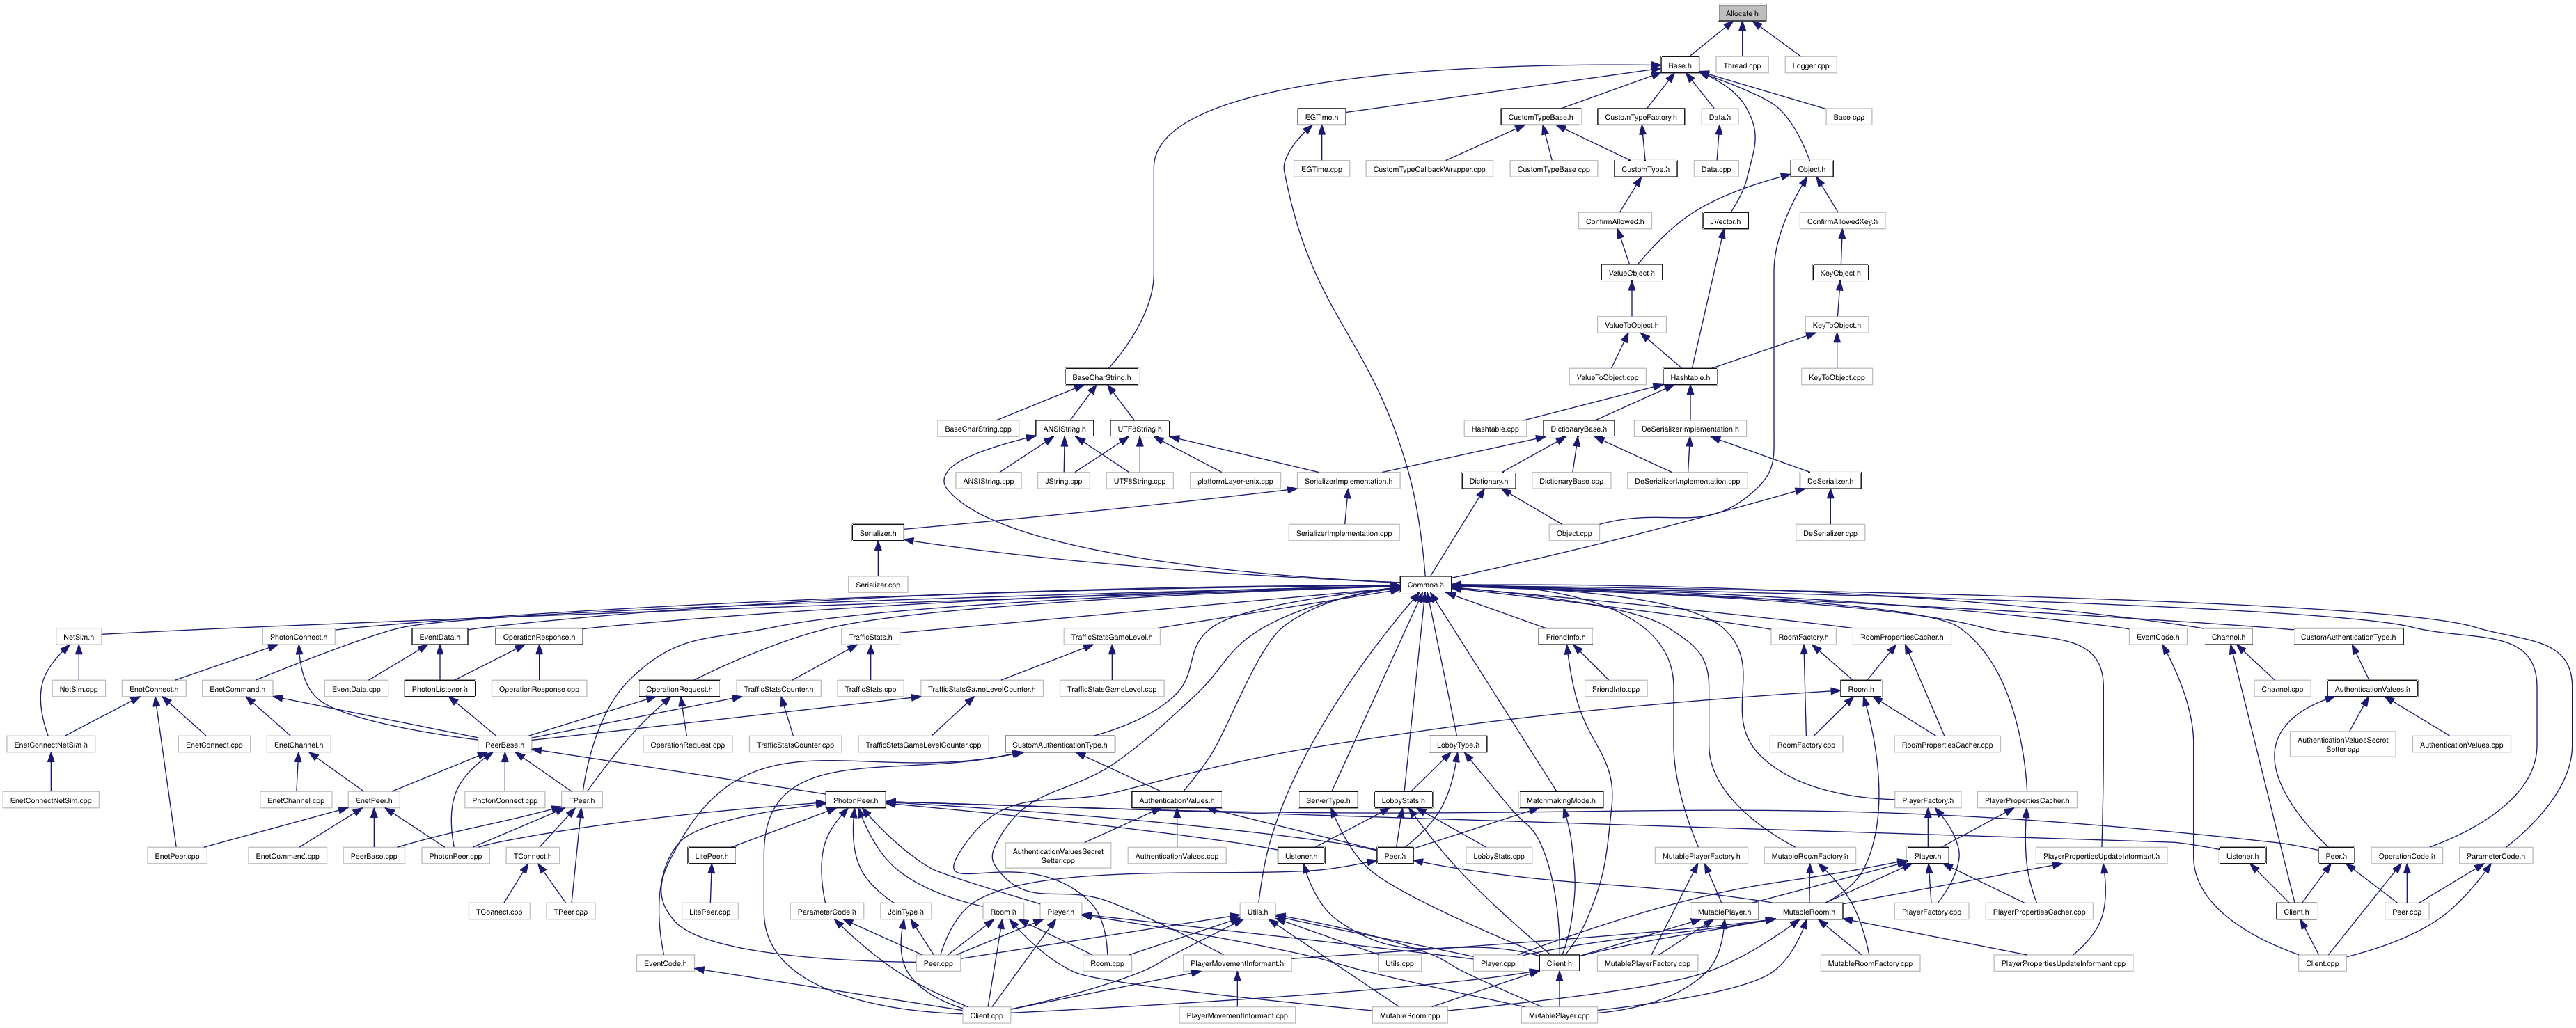 Allocate.h
Base.h
Thread.cpp
Logger.cpp
EGTime.h
CustomTypeBase.h
CustomTypeFactory.h
Data.h
Base.cpp
EGTime.cpp
CustomTypeCallbackWrapper.cpp
CustomTypeBase.cpp
CustomType.h
Data.cpp
Object.h
ConfirmAllowed.h
JVector.h
ConfirmAllowedKey.h
ValueObject.h
KeyObject.h
ValueToObject.h
KeyToObject.h
BaseCharString.h
ValueToObject.cpp
Hashtable.h
KeyToObject.cpp
BaseCharString.cpp
ANSIString.h
UTF8String.h
Hashtable.cpp
DictionaryBase.h
DeSerializerImplementation.h
ANSIString.cpp
JString.cpp
UTF8String.cpp
platformLayer-unix.cpp
SerializerImplementation.h
Dictionary.h
DictionaryBase.cpp
DeSerializerImplementation.cpp
DeSerializer.h
Serializer.h
SerializerImplementation.cpp
Object.cpp
DeSerializer.cpp
Serializer.cpp
Common.h
NetSim.h
PhotonConnect.h
EventData.h
OperationResponse.h
TrafficStats.h
TrafficStatsGameLevel.h
FriendInfo.h
RoomFactory.h
RoomPropertiesCacher.h
EventCode.h
Channel.h
CustomAuthenticationType.h
NetSim.cpp
EnetConnect.h
EnetCommand.h
EventData.cpp
PhotonListener.h
OperationResponse.cpp
OperationRequest.h
TrafficStatsCounter.h
TrafficStats.cpp
TrafficStatsGameLevelCounter.h
TrafficStatsGameLevel.cpp
FriendInfo.cpp
Room.h
Channel.cpp
AuthenticationValues.h
EnetConnectNetSim.h
EnetConnect.cpp
EnetChannel.h
PeerBase.h
OperationRequest.cpp
TrafficStatsCounter.cpp
TrafficStatsGameLevelCounter.cpp
CustomAuthenticationType.h
LobbyType.h
RoomFactory.cpp
RoomPropertiesCacher.cpp
AuthenticationValuesSecret
Setter.cpp
AuthenticationValues.cpp
EnetConnectNetSim.cpp
EnetChannel.cpp
EnetPeer.h
PhotonConnect.cpp
TPeer.h
PhotonPeer.h
AuthenticationValues.h
ServerType.h
LobbyStats.h
MatchmakingMode.h
PlayerFactory.h
PlayerPropertiesCacher.h
EnetPeer.cpp
EnetCommand.cpp
PeerBase.cpp
PhotonPeer.cpp
TConnect.h
LitePeer.h
AuthenticationValuesSecret
Setter.cpp
AuthenticationValues.cpp
Listener.h
Peer.h
LobbyStats.cpp
MutablePlayerFactory.h
MutableRoomFactory.h
Player.h
PlayerPropertiesUpdateInformant.h
Listener.h
Peer.h
OperationCode.h
ParameterCode.h
TConnect.cpp
TPeer.cpp
LitePeer.cpp
ParameterCode.h
JoinType.h
Room.h
Player.h
Utils.h
MutablePlayer.h
MutableRoom.h
PlayerFactory.cpp
PlayerPropertiesCacher.cpp
Client.h
Peer.cpp
EventCode.h
Peer.cpp
Room.cpp
PlayerMovementInformant.h
Utils.cpp
Player.cpp
Client.h
MutablePlayerFactory.cpp
MutableRoomFactory.cpp
PlayerPropertiesUpdateInformant.cpp
Client.cpp
Client.cpp
PlayerMovementInformant.cpp
MutableRoom.cpp
MutablePlayer.cpp